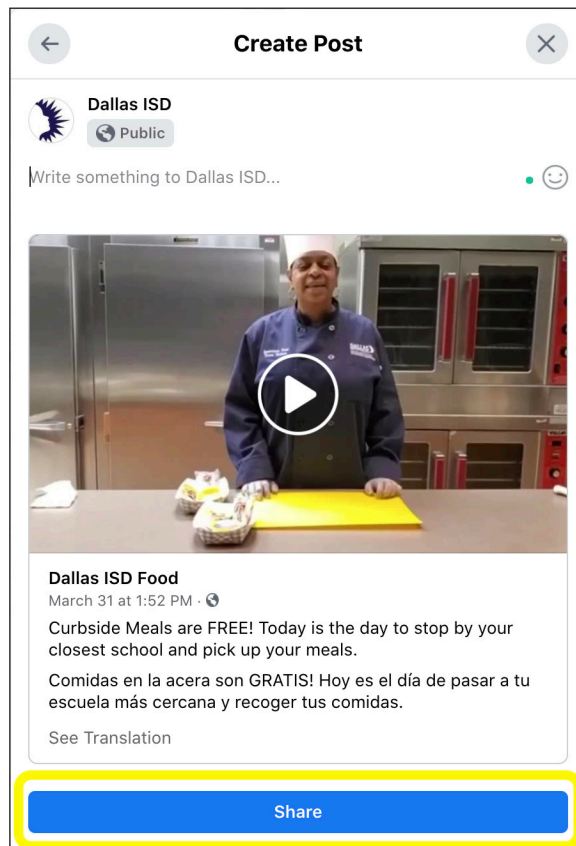 Create Post
Dallas ISD
Public
Write something to Dallas ISD...
DALLAS
Dallas ISD Food
March 31 at 1:52 PM ·
Curbside Meals are FREE! Today is the day to stop by your
closest school and pick up your meals.
Comidas en la acera son GRATIS! Hoy es el día de pasar a tu
escuela más cercana y recoger tus comidas.
See Translation
Share